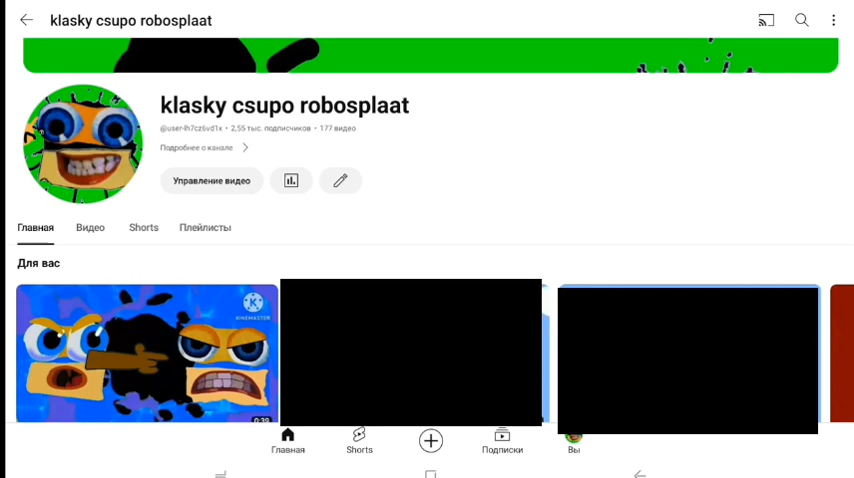 klasky csupo robosplaat
klasky csupo robosplaat
@user-lh7cz6vd1x • 2,55 тыс. подписчиков • 177 видео
Подробнее о канале
Управление видео
Главная Видео Shorts Плейлисты
Для вас
K
KINEMASTER
0:39
Главная Shorts Подписки Вы